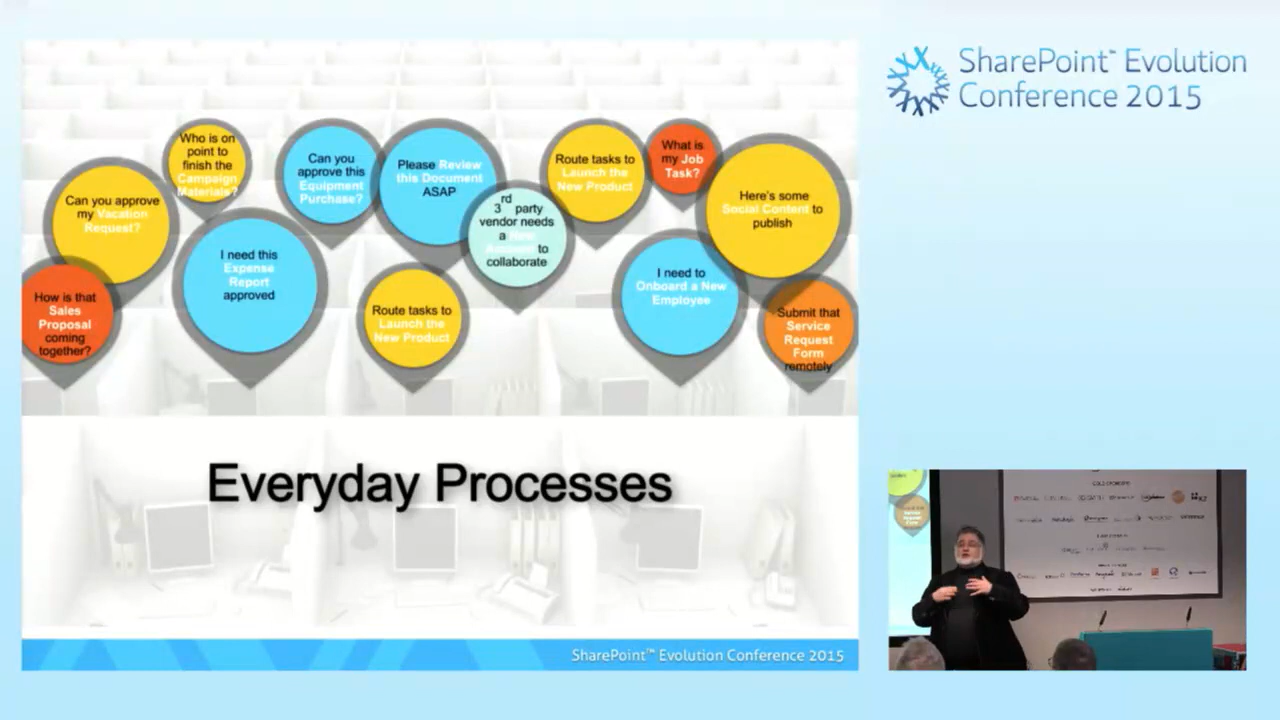 SharePoint™ Evolution
Conference 2015
Who is on
point to
finish the
Campaign
Materials?
Can you approve
my Vacation
Request?
How is that
Sales
Proposal
coming
together?
I need this
Expense
Report
approved
Can you
approve this
Equipment
Purchase?
Please Review
this Document
ASAP
Route tasks to
Launch the
New Product
3rd party
vendor needs
a
to
collaborate
Route tasks to
Launch the
New Product
What is
my Job
Task?
I need to
Onboard a New
Employee
Here's some
Social Content to
publish
Submit that
Service
Request
Form
remotely
Everyday Processes
SharePoint™ Evolution Conference 2015